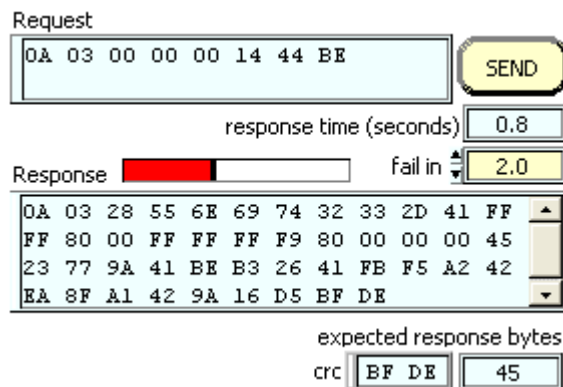 Request
0A 03 00 00 00 14 44 BE
SEND
response time (seconds) 0.8
Response fail in 2.0
0A 03 28 55 6E 69 74 32 33 2D 41 FF
FF 80 00 FF FF FF F9 80 00 00 00 45
23 77 9A 41 BE B3 26 41 FB F5 A2 42
EA 8F A1 42 9A 16 D5 BF DE
expected response bytes
crc BF DE 45